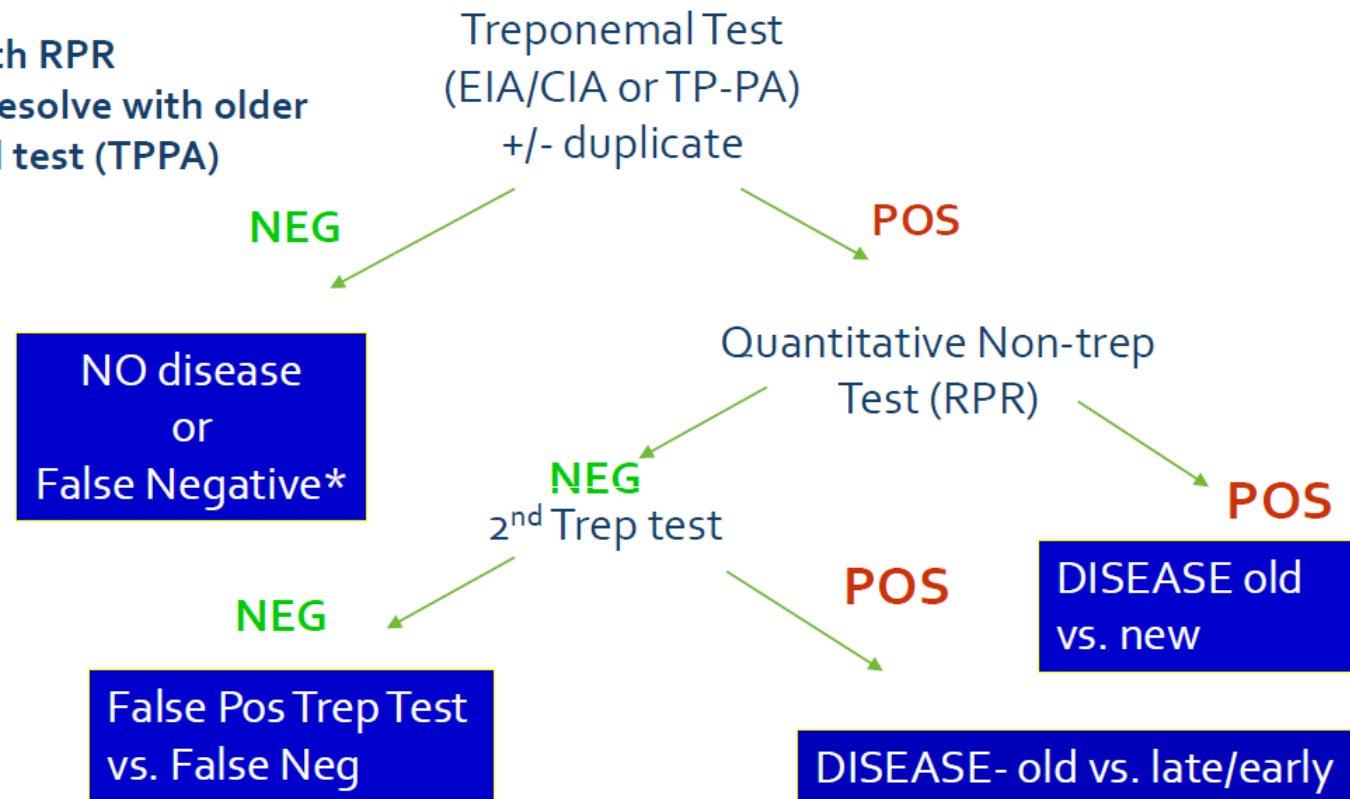 th RPR
esolve with older
test (TPPA)
Treponemal Test
(EIA/CIA or TP-PA)
+/- duplicate
NEG
POS
NO disease
or
False Negative*
Quantitative Non-trep
Test (RPR)
NEG
2nd Trep test
POS
DISEASE old
vs. new
NEG
POS
False Pos Trep Test
vs. False Neg
DISEASE- old vs. late/early